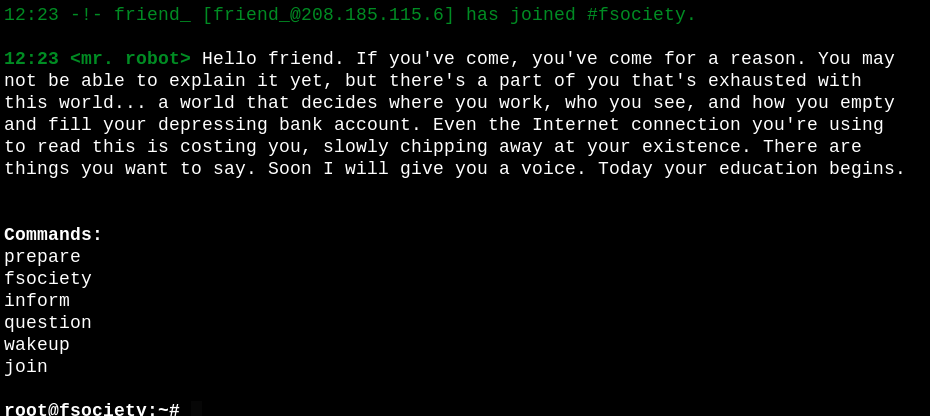 12:23 -!- friend_ [friend_@208.185.115.6] has joined #fsociety.
12:23 <mr. robot> Hello friend. If you've come, you've come for a reason. You may
not be able to explain it yet, but there's a part of you that's exhausted with
this world... a world that decides where you work, who you see, and how you empty
and fill your depressing bank account. Even the Internet connection you're using
to read this is costing you, slowly chipping away at your existence. There are
things you want to say. Soon I will give you a voice. Today your education begins.
Commands:
prepare
fsociety
inform
question
wakeup
join
root@fsociety:~#